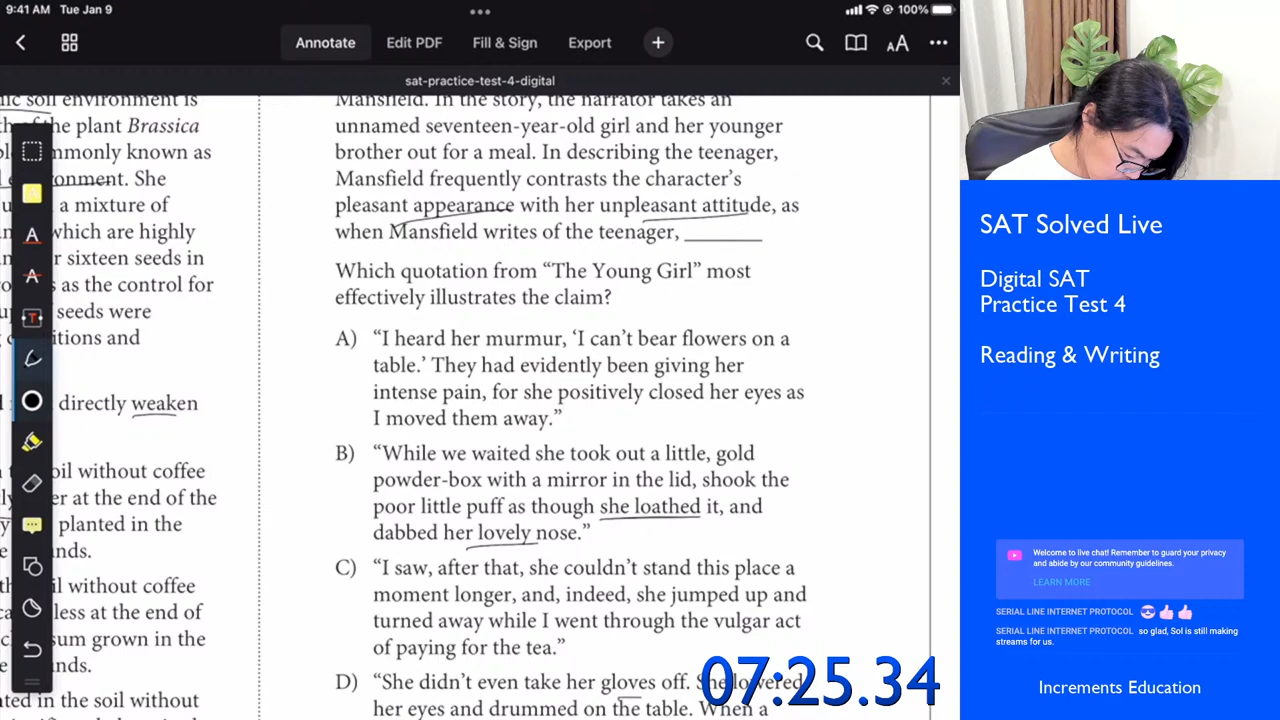 9:41 AM Tue Jan 9
100%
Annotate
Edit PDF
Fill & Sign
Export
sat-practice-test-4-digital
soil environment is
of the plant Brassica
ommonly known as
ironment. She
a mixture of
which are highly
sixteen seeds in
as the control for
seeds were
itions and
directly weaken
oil without coffee
er at the end of the
planted in the
nds.
il without coffee
less at the end of
sum grown in the
nds.
nted in the soil without
Mansfield. In the story, the narrator takes an
unnamed seventeen-year-old girl and her younger
brother out for a meal. In describing the teenager,
Mansfield frequently contrasts the character's
pleasant appearance with her unpleasant attitude, as
when Mansfield writes of the teenager, ______
Which quotation from “The Young Girl” most
effectively illustrates the claim?
A) “I heard her murmur, ‘I can’t bear flowers on a
table.’ They had evidently been giving her
intense pain, for she positively closed her eyes as
I moved them away.”
B) “While we waited she took out a little, gold
powder-box with a mirror in the lid, shook the
poor little puff as though she loathed it, and
dabbed her lovely nose.”
C) “I saw, after that, she couldn’t stand this place a
moment longer, and, indeed, she jumped up and
turned away while I went through the vulgar act
of paying for the tea.”
D) “She didn’t even take her gloves off. She lowered
her eyes and drummed on the table. When a
07:25.34
SAT Solved Live
Digital SAT
Practice Test 4
Reading & Writing
Welcome to live chat! Remember to guard your privacy
and abide by our community guidelines.
LEARN MORE
SERIAL LINE INTERNET PROTOCOL
SERIAL LINE INTERNET PROTOCOL so glad, Sol is still making
streams for us.
Increments Education